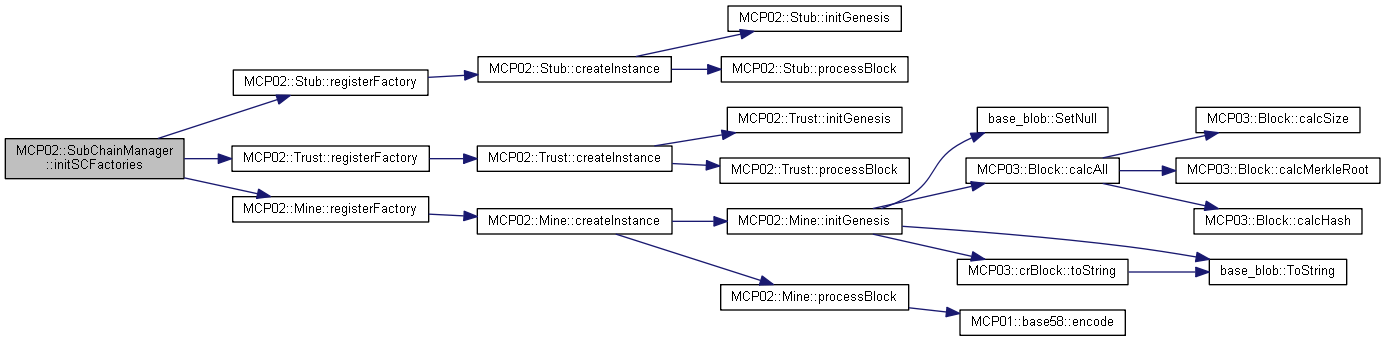 MCP02::SubChainManager
::initSCFactories
MCP02::Stub::registerFactory
MCP02::Stub::createInstance
MCP02::Stub::initGenesis
MCP02::Stub::processBlock
MCP02::Trust::registerFactory
MCP02::Trust::createInstance
MCP02::Trust::initGenesis
MCP02::Trust::processBlock
MCP02::Mine::registerFactory
MCP02::Mine::createInstance
MCP02::Mine::initGenesis
base_blob::SetNull
MCP03::Block::calcAll
MCP03::Block::calcSize
MCP03::Block::calcMerkleRoot
MCP03::Block::calcHash
MCP03::crBlock::toString
base_blob::ToString
MCP02::Mine::processBlock
MCP01::base58::encode